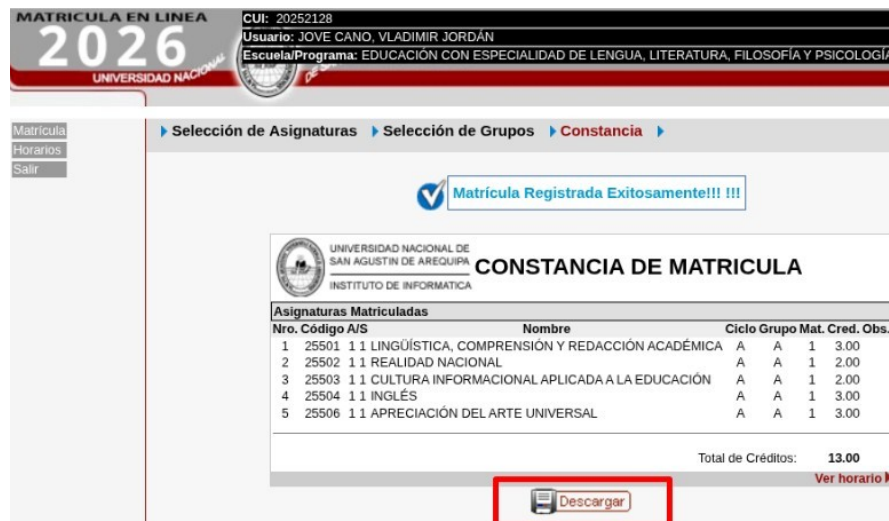 MATRICULA EN LINEA
2026
UNIVERSIDAD NACIONAL
DE
CUI: 20252128
Usuario: JOVE CANO, VLADIMIR JORDÁN
Escuela/Programa: EDUCACIÓN CON ESPECIALIDAD DE LENGUA, LITERATURA, FILOSOFÍA Y PSICOLOGÍA
Matrícula
Horarios
Salir
Selección de Asignaturas Selección de Grupos Constancia
Matrícula Registrada Exitosamente!!! !!!
UNIVERSIDAD NACIONAL DE
SAN AGUSTIN DE AREQUIPA
INSTITUTO DE INFORMATICA
CONSTANCIA DE MATRICULA
Asignaturas Matriculadas
Nro. Código A/S Nombre Ciclo Grupo Mat. Cred. Obs.
1 25501 1 1 LINGÜÍSTICA, COMPRENSIÓN Y REDACCIÓN ACADÉMICA A A 1 3.00
2 25502 1 1 REALIDAD NACIONAL A A 1 2.00
3 25503 1 1 CULTURA INFORMACIONAL APLICADA A LA EDUCACIÓN A A 1 2.00
4 25504 1 1 INGLÉS A A 1 3.00
5 25506 1 1 APRECIACIÓN DEL ARTE UNIVERSAL A A 1 3.00
Total de Créditos: 13.00
Ver horario
Descargar